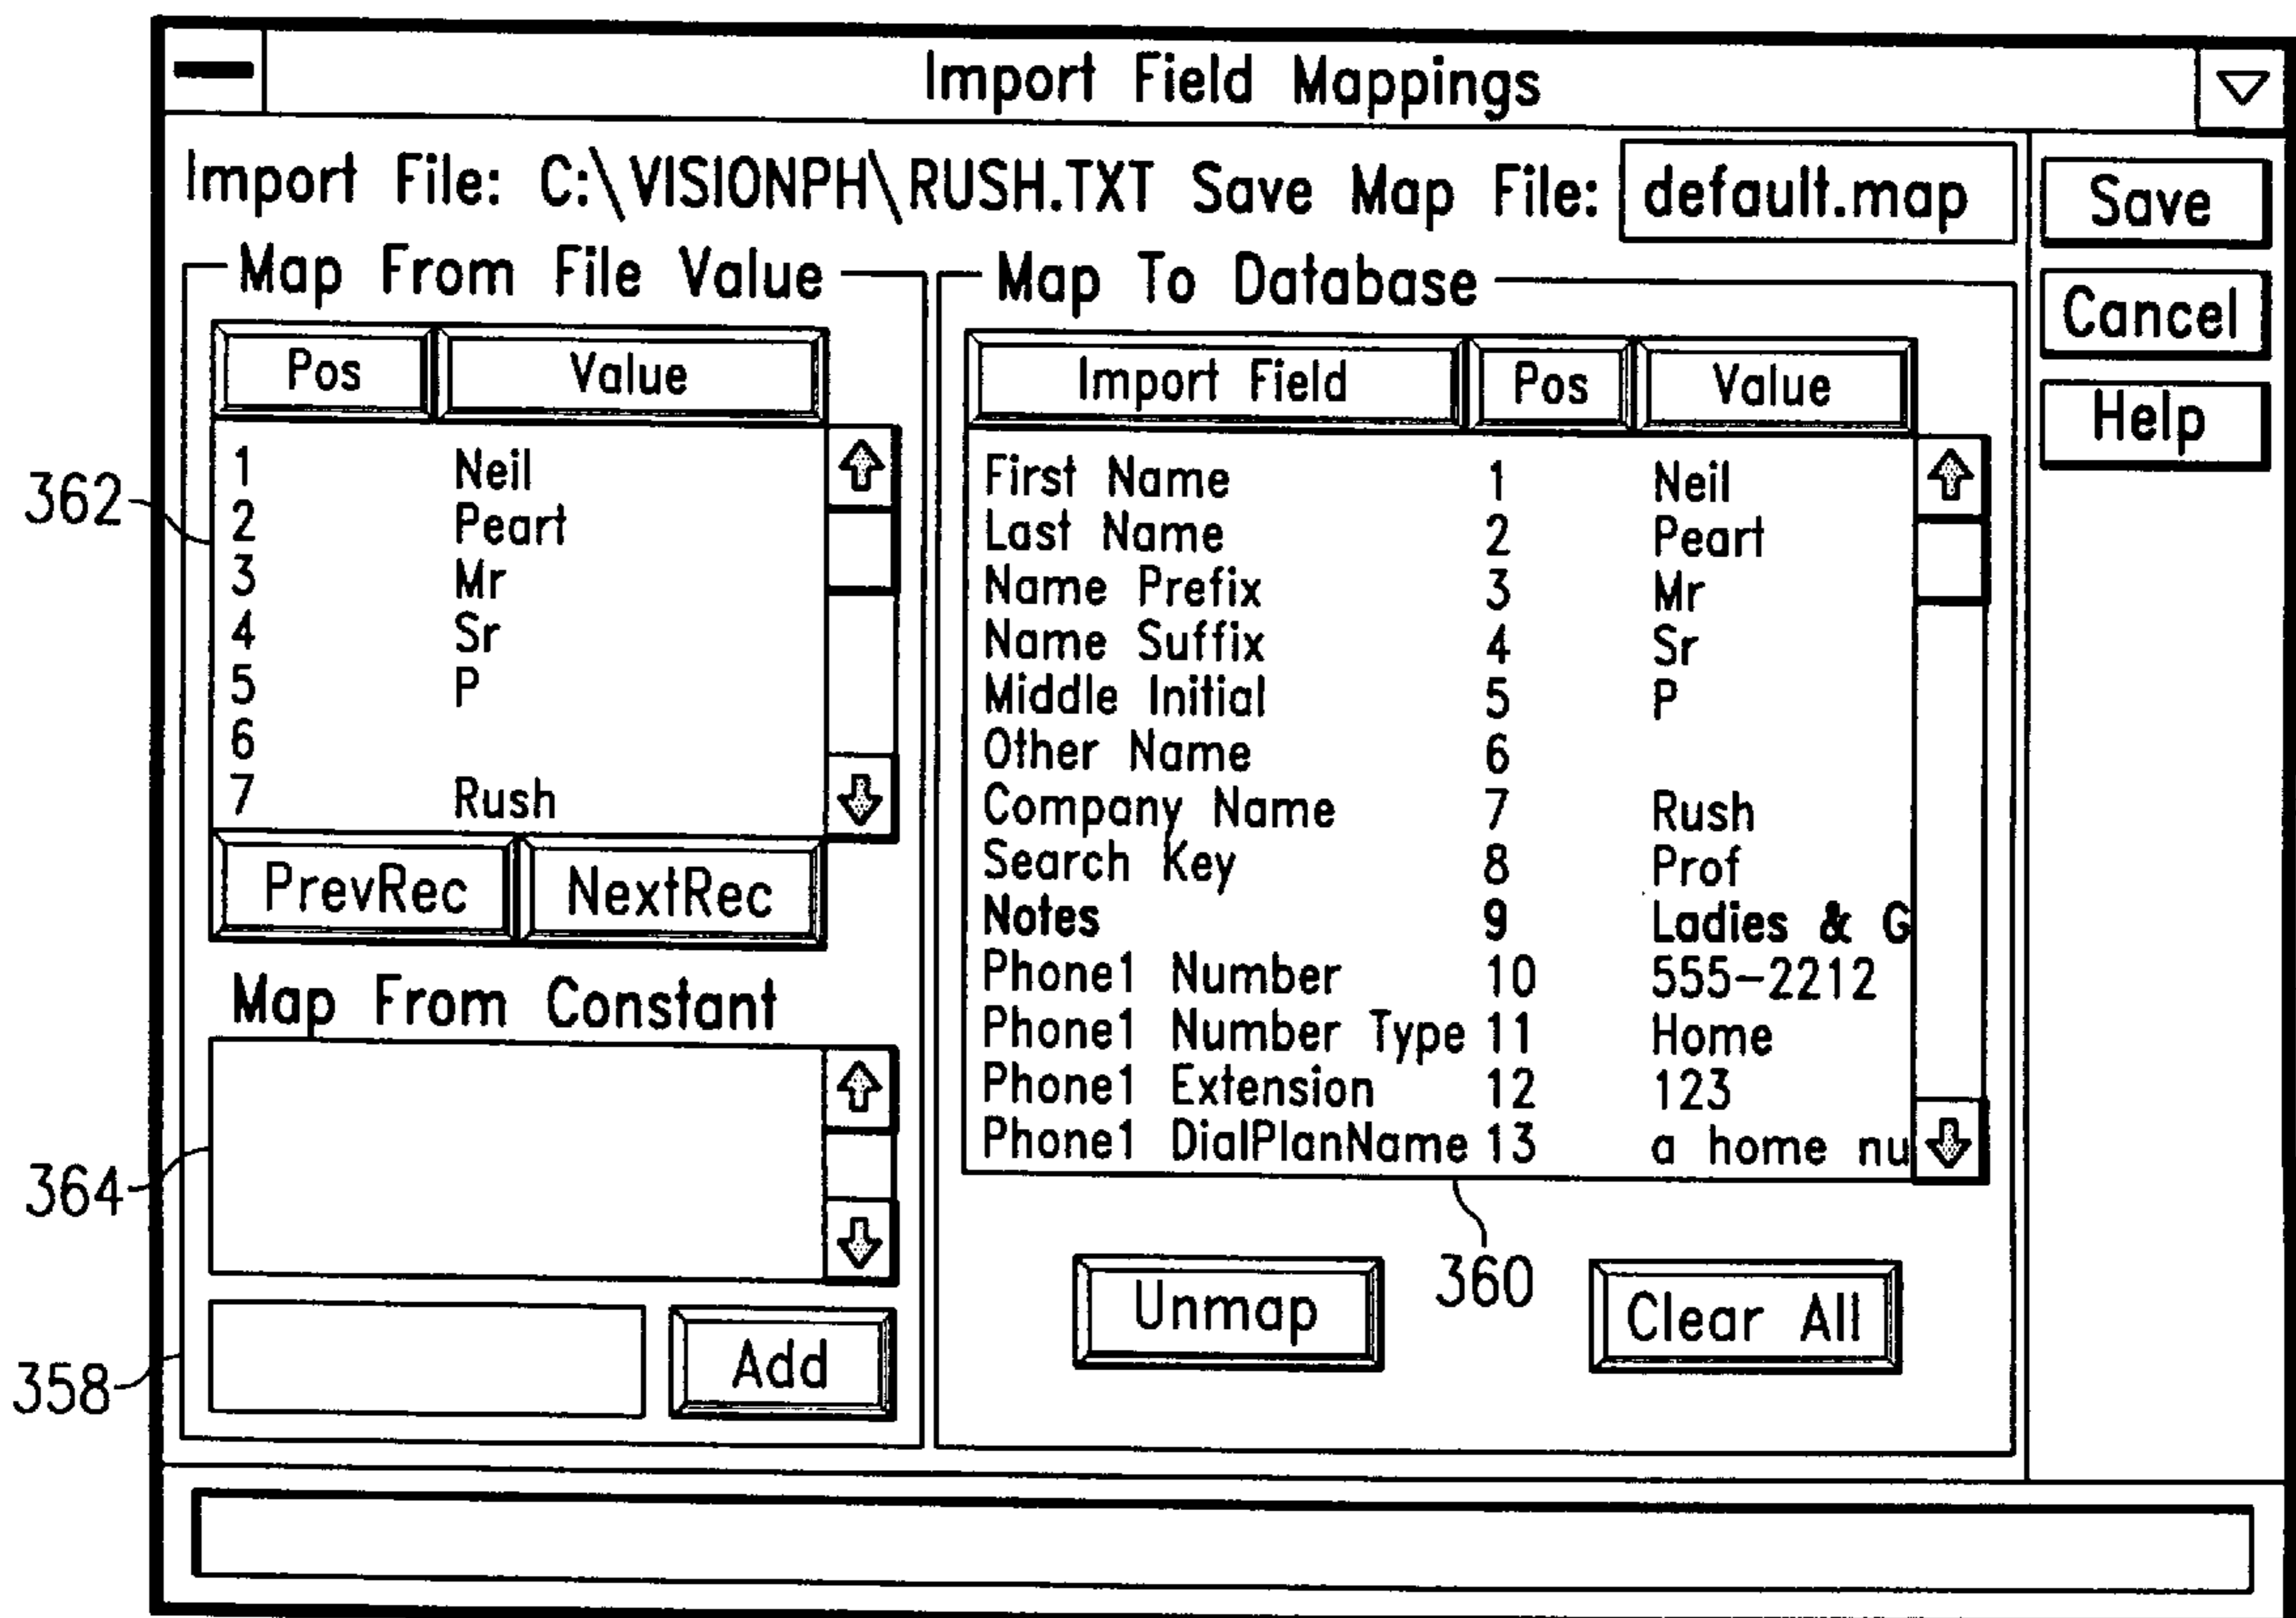 Import Field Mappings
Import File: C:\VISIONPH\RUSH.TXT Save Map File: default.map
Save
Cancel
Help
Map From File Value
Pos Value
1 Neil
2 Peart
3 Mr
4 Sr
5 P
6
7 Rush
PrevRec NextRec
Map From Constant
Add
Map To Database
Import Field Pos Value
First Name 1 Neil
Last Name 2 Peart
Name Prefix 3 Mr
Name Suffix 4 Sr
Middle Initial 5 P
Other Name 6
Company Name 7 Rush
Search Key 8 Prof
Notes 9 Ladies & G
Phone1 Number 10 555-2212
Phone1 Number Type 11 Home
Phone1 Extension 12 123
Phone1 DialPlanName 13 a home nu
Unmap Clear All
362
364
358
360